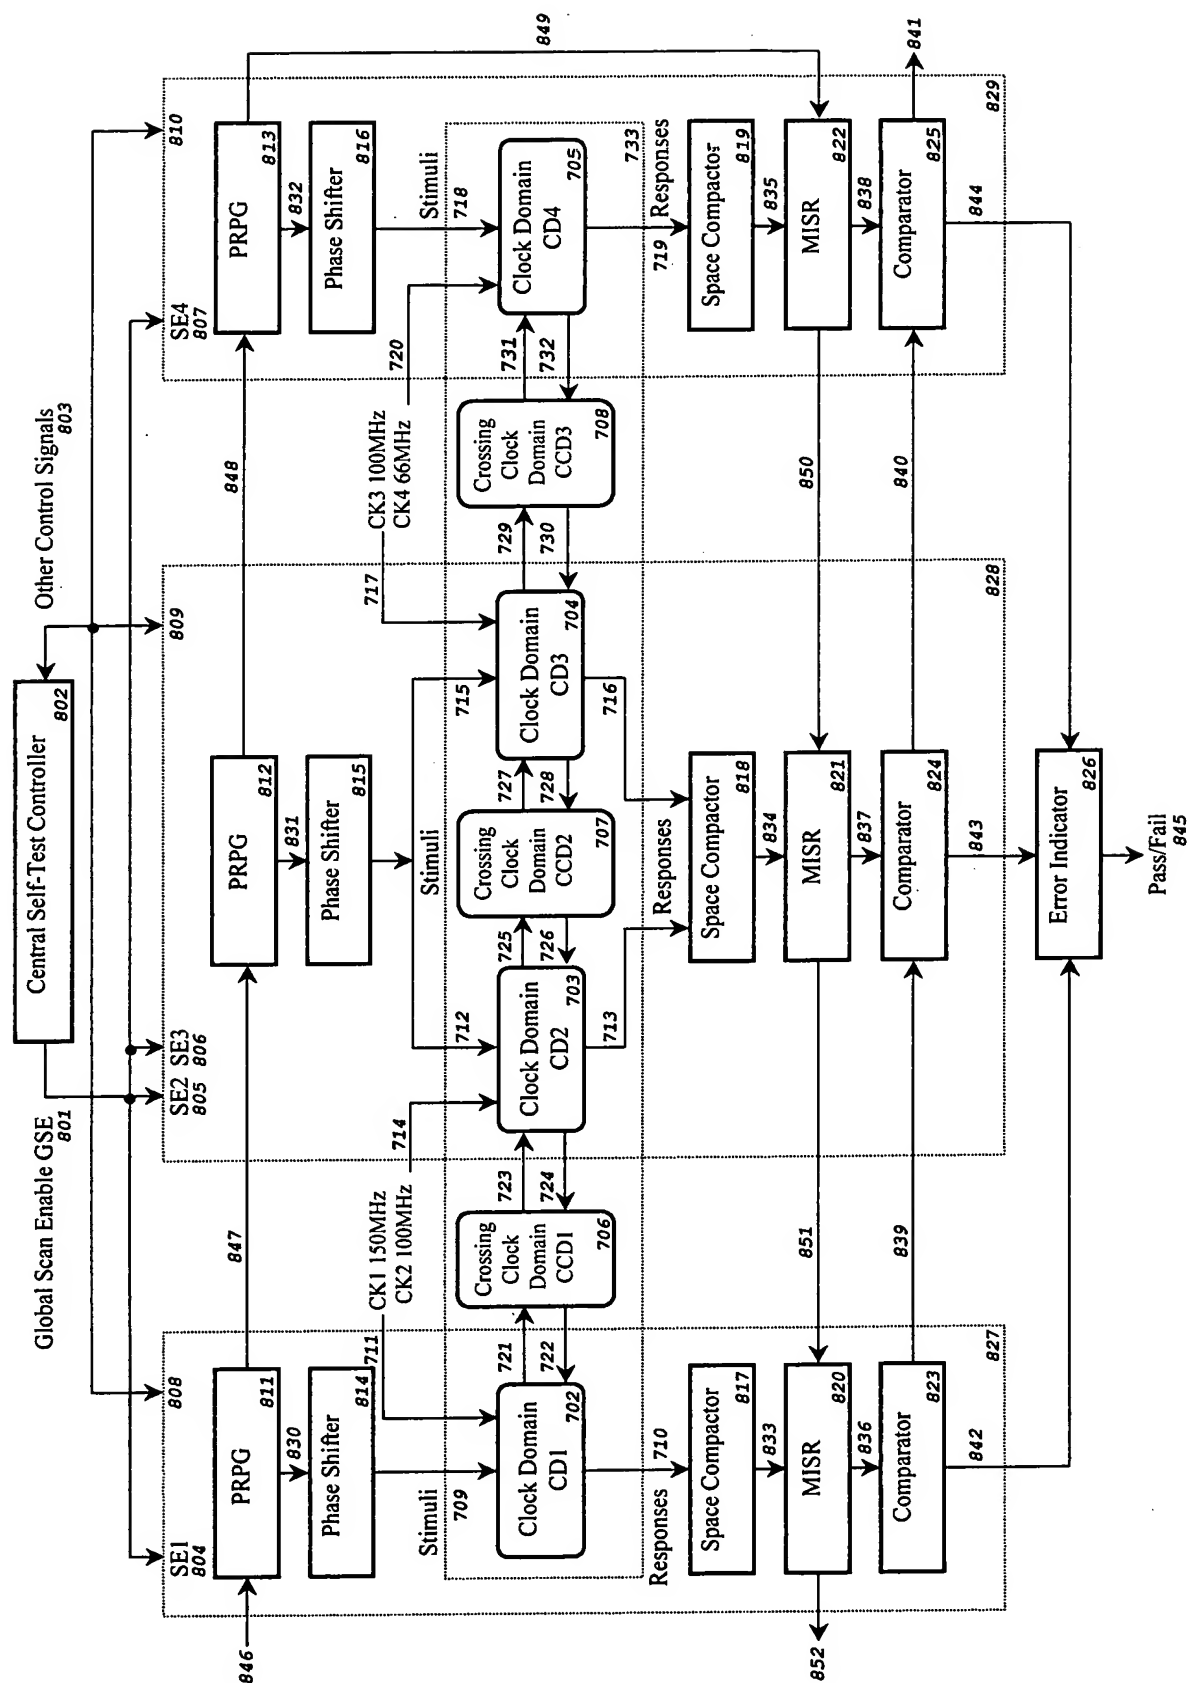 Central Self-Test Controller
802
Global Scan Enable GSE
801
Other Control Signals
803
SE1
804
808
SE2
805
SE3
806
809
SE4
807
810
846
PRPG
811
847
PRPG
812
848
PRPG
813
849
830
831
832
Phase Shifter
814
Phase Shifter
815
Phase Shifter
816
711
CK1 150MHz
CK2 100MHz
714
717
CK3 100MHz
CK4 66MHz
720
Stimuli
709
712
Stimuli
715
Stimuli
718
Clock Domain
CD1
702
721
722
Crossing
Clock
Domain
CCD1
706
723
724
Clock Domain
CD2
703
725
726
Crossing
Clock
Domain
CCD2
707
727
728
Clock Domain
CD3
704
729
730
Crossing
Clock
Domain
CCD3
708
731
732
Clock Domain
CD4
705
733
Responses
710
713
Responses
716
719
Responses
Space Compactor
817
Space Compactor
818
Space Compactor
819
833
834
835
852
MISR
820
851
MISR
821
850
MISR
822
836
837
838
Comparator
823
839
Comparator
824
840
Comparator
825
841
827
828
829
842
843
844
Error Indicator
826
Pass/Fail
845